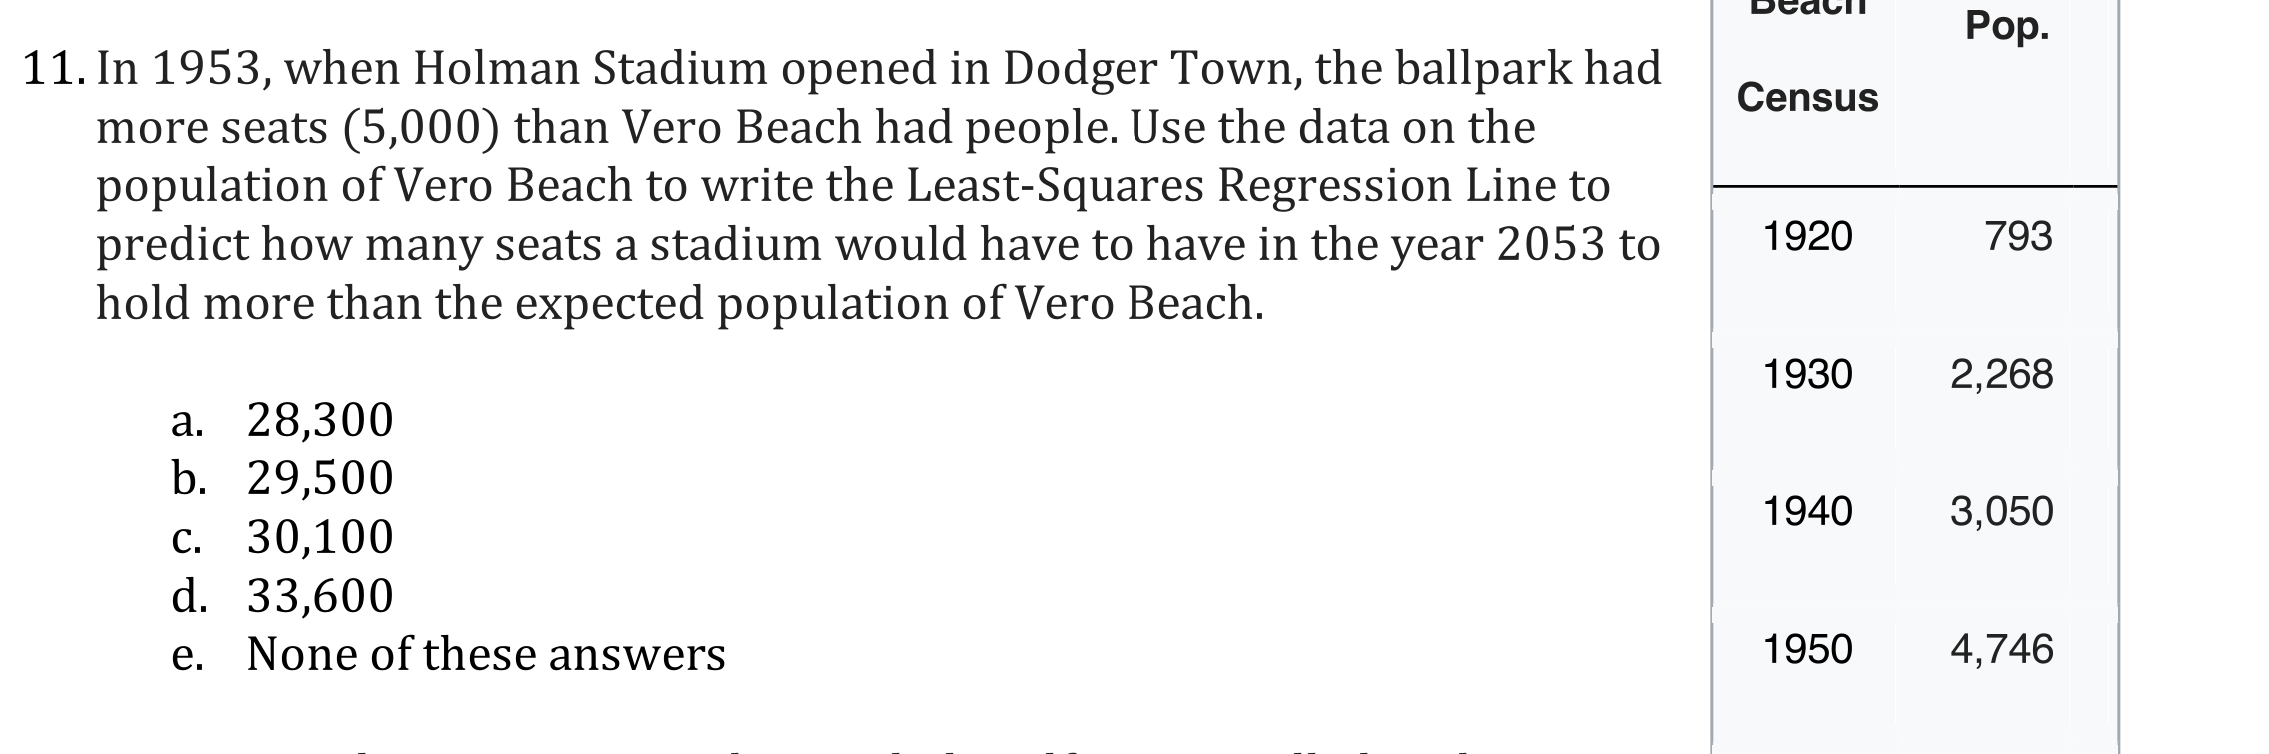 Beach
Pop.
Census
11. In 1953, when Holman Stadium opened in Dodger Town, the ballpark had
more seats (5,000) than Vero Beach had people. Use the data on the
population of Vero Beach to write the Least-Squares Regression Line to
predict how many seats a stadium would have to have in the year 2053 to
hold more than the expected population of Vero Beach.
a. 28,300
b. 29,500
c. 30,100
d. 33,600
e. None of these answers
1920 793
1930 2,268
1940 3,050
1950 4,746